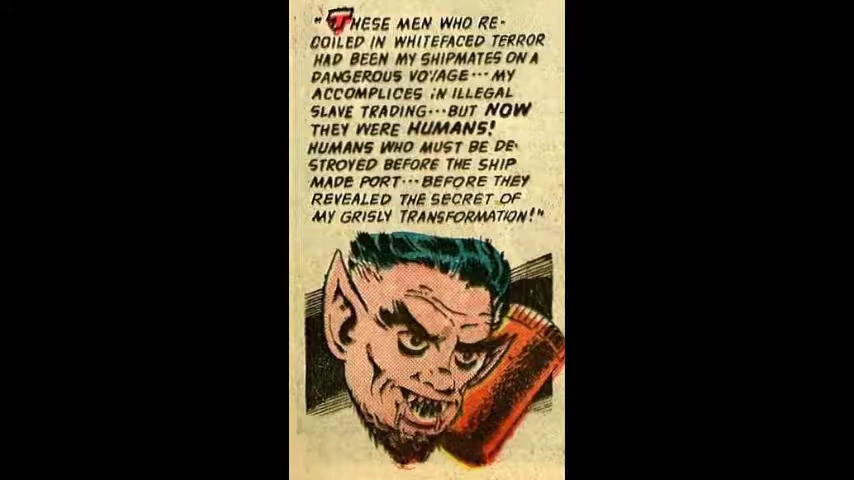 "THESE MEN WHO RE-
COILED IN WHITEFACED TERROR
HAD BEEN MY SHIPMATES ON A
DANGEROUS VOYAGE---MY
ACCOMPLICES IN ILLEGAL
SLAVE TRADING---BUT NOW
THEY WERE HUMANS!
HUMANS WHO MUST BE DE-
STROYED BEFORE THE SHIP
MADE PORT---BEFORE THEY
REVEALED THE SECRET OF
MY GRISLY TRANSFORMATION!"